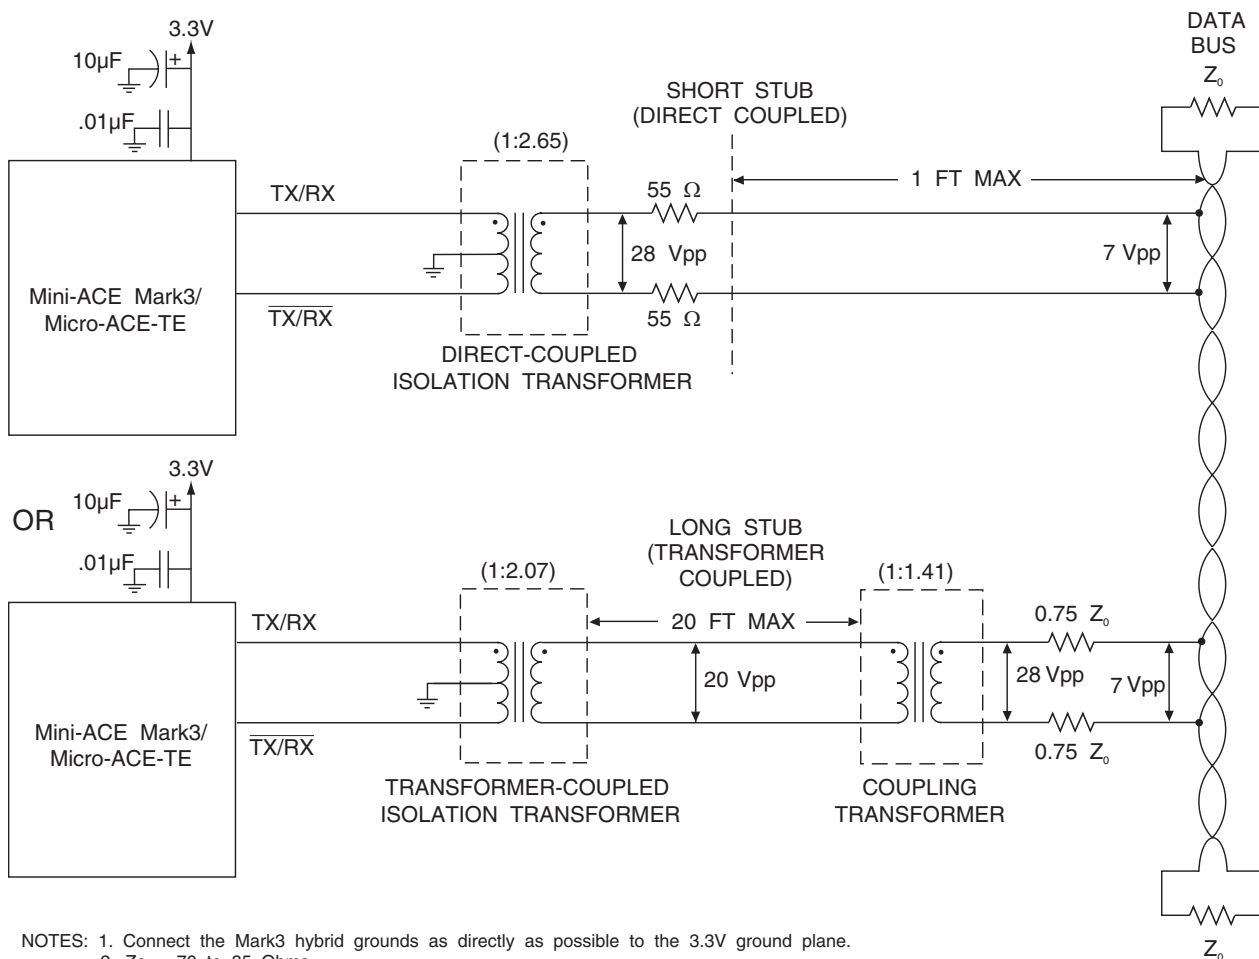 3.3V
10µF
+
.01µF
Mini-ACE Mark3/
Micro-ACE-TE
TX/RX
TX/RX
(1:2.65)
DIRECT-COUPLED
ISOLATION TRANSFORMER
55 Ω
28 Vpp
55 Ω
SHORT STUB
(DIRECT COUPLED)
1 FT MAX
7 Vpp
DATA
BUS
Z₀
OR
3.3V
10µF
+
.01µF
Mini-ACE Mark3/
Micro-ACE-TE
TX/RX
TX/RX
(1:2.07)
TRANSFORMER-COUPLED
ISOLATION TRANSFORMER
LONG STUB
(TRANSFORMER
COUPLED)
20 FT MAX
20 Vpp
(1:1.41)
COUPLING
TRANSFORMER
0.75 Z₀
28 Vpp
7 Vpp
0.75 Z₀
Z₀
NOTES: 1. Connect the Mark3 hybrid grounds as directly as possible to the 3.3V ground plane.